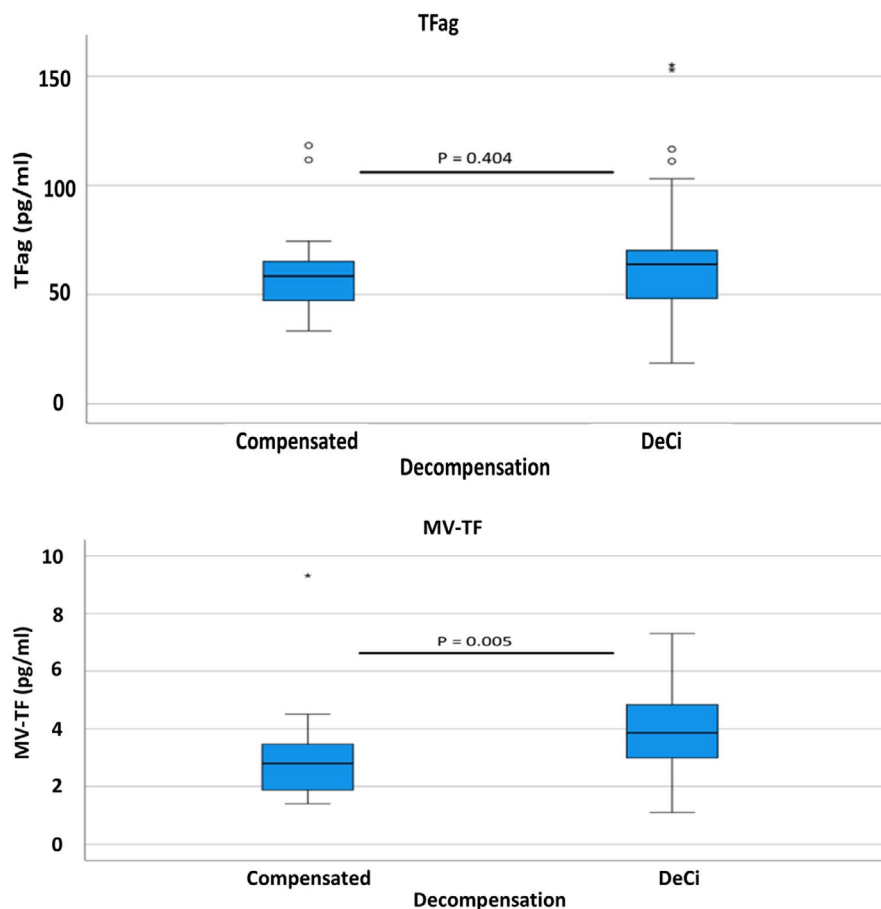 TFag
TFag (pg/ml)
150
100
50
0
P = 0.404
Compensated DeCi
Decompensation
MV-TF
MV-TF (pg/ml)
10
8
6
4
2
0
P = 0.005
Compensated DeCi
Decompensation